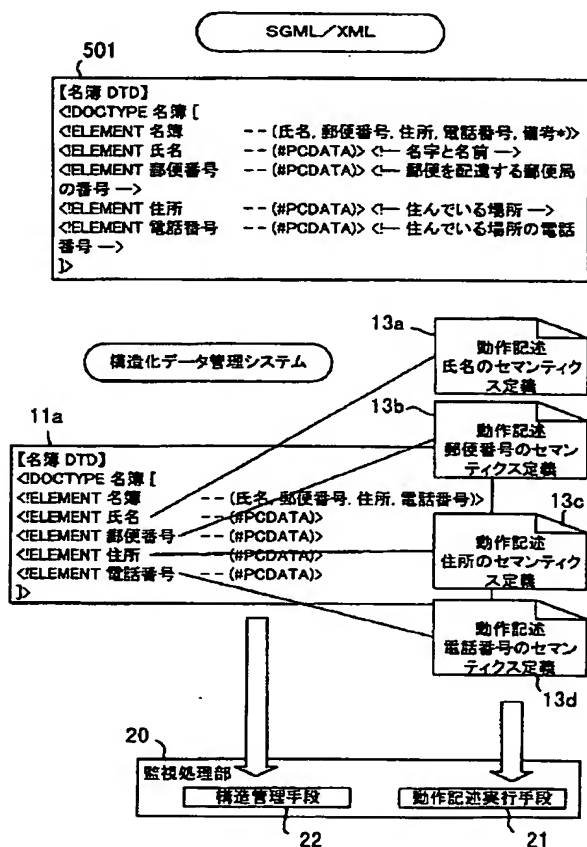 SGML／XML
501
【名簿 DTD】
<!DOCTYPE 名簿 [
<!ELEMENT 名簿 －－(氏名, 郵便番号, 住所, 電話番号, 備考*)>
<!ELEMENT 氏名 －－(#PCDATA)> <!― 名字と名前 ―>
<!ELEMENT 郵便番号 －－(#PCDATA)> <!― 郵便を配達する郵便局
の番号 ―>
<!ELEMENT 住所 －－(#PCDATA)> <!― 住んでいる場所 ―>
<!ELEMENT 電話番号 －－(#PCDATA)> <!― 住んでいる場所の電話
番号 ―>
]>
構造化データ管理システム
13a
動作記述
氏名のセマンティク
ス定義
13b
動作記述
郵便番号のセマン
ティクス定義
11a
【名簿 DTD】
<!DOCTYPE 名簿 [
<!ELEMENT 名簿 －－(氏名, 郵便番号, 住所, 電話番号)>
<!ELEMENT 氏名 －－(#PCDATA)>
<!ELEMENT 郵便番号 －－(#PCDATA)>
<!ELEMENT 住所 －－(#PCDATA)>
<!ELEMENT 電話番号 －－(#PCDATA)>
]>
13c
動作記述
住所のセマンティク
ス定義
動作記述
電話番号のセマン
ティクス定義
13d
20
監視処理部
構造管理手段
動作記述実行手段
22
21